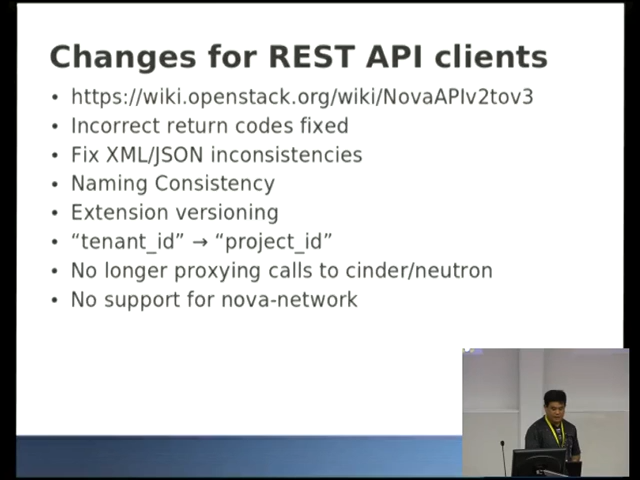 Changes for REST API clients
• https://wiki.openstack.org/wiki/NovaAPIv2tov3
• Incorrect return codes fixed
• Fix XML/JSON inconsistencies
• Naming Consistency
• Extension versioning
• “tenant_id” → “project_id”
• No longer proxying calls to cinder/neutron
• No support for nova-network